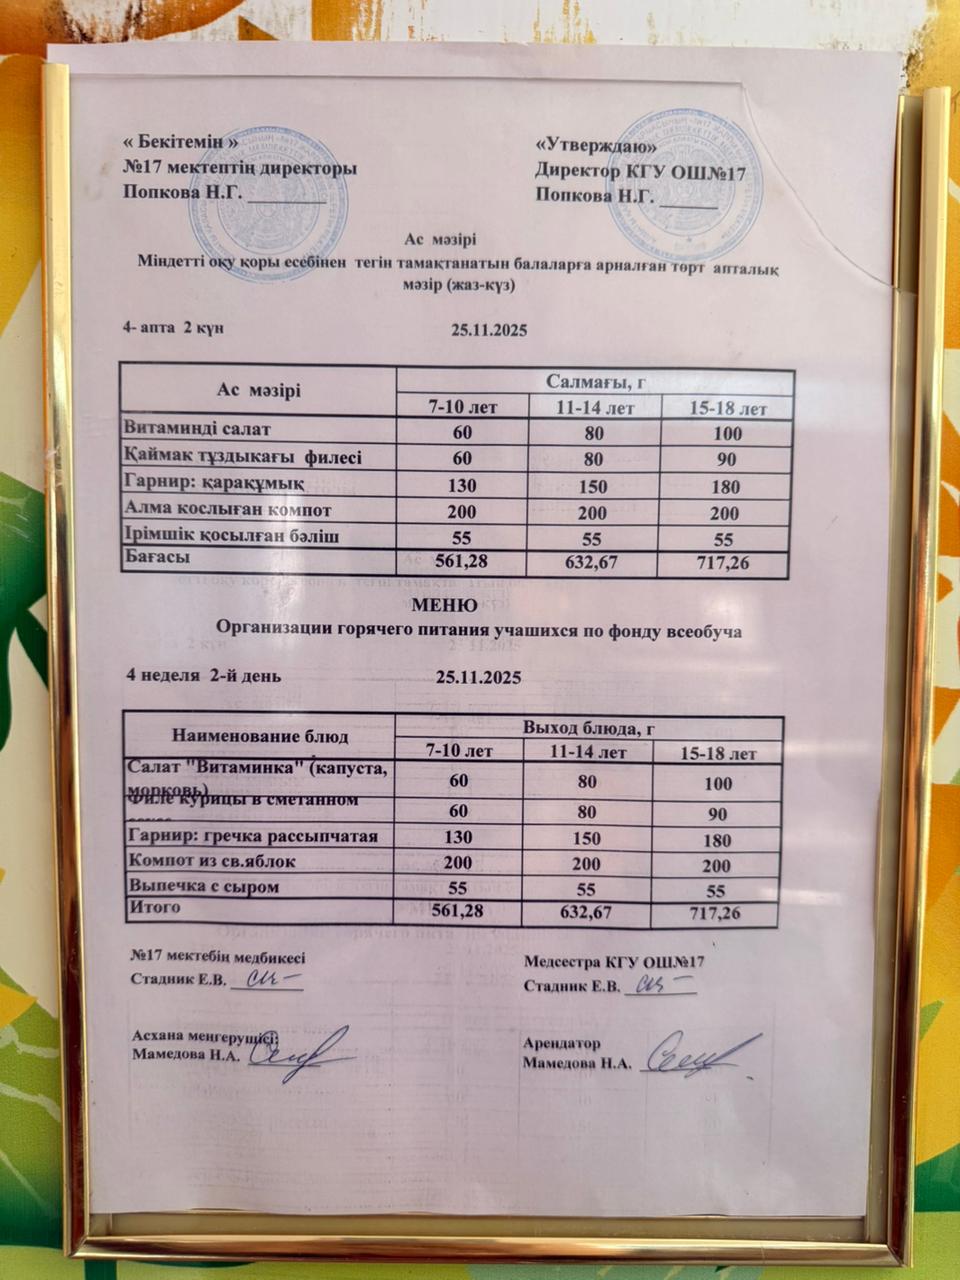 « Бекітемін »
№17 мектептің директоры
Попкова Н.Г. ________
«Утверждаю»
Директор КГУ ОШ№17
Попкова Н.Г. ______
Ас мәзірі
Міндетті оқу қоры есебінен тегін тамақтанатын балаларға арналған төрт апталық
мәзір (жаз-күз)
4- апта 2 күн 25.11.2025
Ас мәзірі Салмағы, г
7-10 лет 11-14 лет 15-18 лет
Витаминді салат 60 80 100
Қаймак тұздыкағы филесі 60 80 90
Гарнир: қарақұмық 130 150 180
Алма кослыған компот 200 200 200
Ірімшік қосылған бәліш 55 55 55
Бағасы 561,28 632,67 717,26
МЕНЮ
Организации горячего питания учашихся по фонду всеобуча
4 неделя 2-й день 25.11.2025
Наименование блюд Выход блюда, г
7-10 лет 11-14 лет 15-18 лет
Салат "Витаминка" (капуста,
морковь) 60 80 100
Филе курицы в сметанном
60 80 90
Гарнир: гречка рассыпчатая 130 150 180
Компот из св.яблок 200 200 200
Выпечка с сыром 55 55 55
Итого 561,28 632,67 717,26
№17 мектебің медбикесі
Стадник Е.В.
Медсестра КГУ ОШ№17
Стадник Е.В.
Асхана меңгерушісі:
Мамедова Н.А.
Арендатор
Мамедова Н.А.